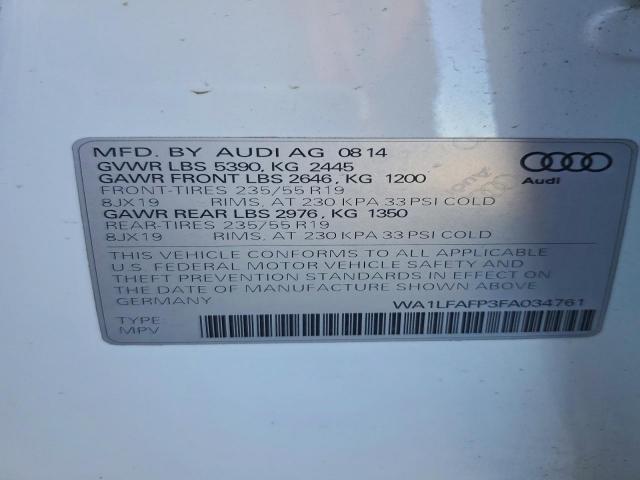 MFD. BY AUDI AG 08 14
GVWR LBS 5390, KG 2445
GAWR FRONT LBS 2646, KG 1200
FRONT-TIRES 235/55 R19
8JX19 RIMS, AT 230 KPA 33 PSI COLD
GAWR REAR LBS 2976, KG 1350
REAR-TIRES 235/55 R19
8JX19 RIMS, AT 230 KPA 33 PSI COLD
Audi
THIS VEHICLE CONFORMS TO ALL APPLICABLE
U.S. FEDERAL MOTOR VEHICLE SAFETY AND
THEFT PREVENTION STANDARDS IN EFFECT ON
THE DATE OF MANUFACTURE SHOWN ABOVE
GERMANY
WA1LFAFP3FA034761
TYPE:
MPV